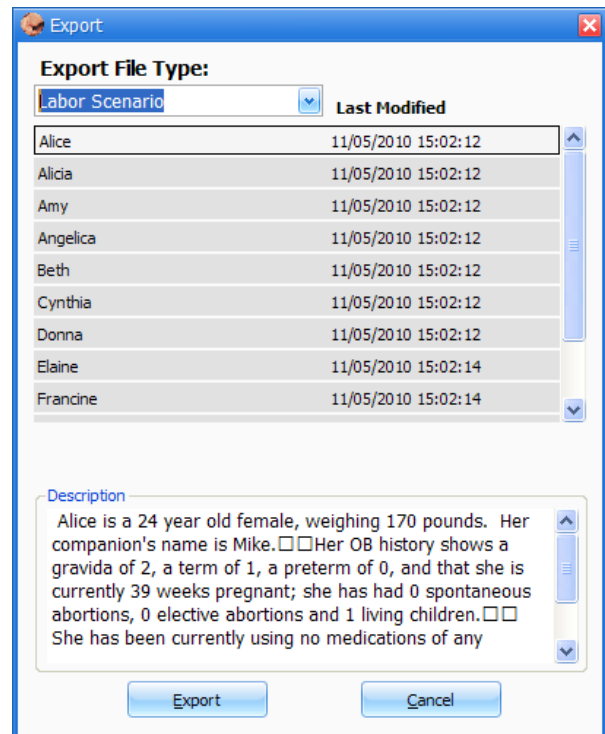 Export
Export File Type:
Labor Scenario
Last Modified
Alice 11/05/2010 15:02:12
Alicia 11/05/2010 15:02:12
Amy 11/05/2010 15:02:12
Angelica 11/05/2010 15:02:12
Beth 11/05/2010 15:02:12
Cynthia 11/05/2010 15:02:12
Donna 11/05/2010 15:02:12
Elaine 11/05/2010 15:02:14
Francine 11/05/2010 15:02:14
Description
Alice is a 24 year old female, weighing 170 pounds. Her
companion's name is Mike.□□Her OB history shows a
gravida of 2, a term of 1, a preterm of 0, and that she is
currently 39 weeks pregnant; she has had 0 spontaneous
abortions, 0 elective abortions and 1 living children.□□
She has been currently using no medications of any
Export Cancel